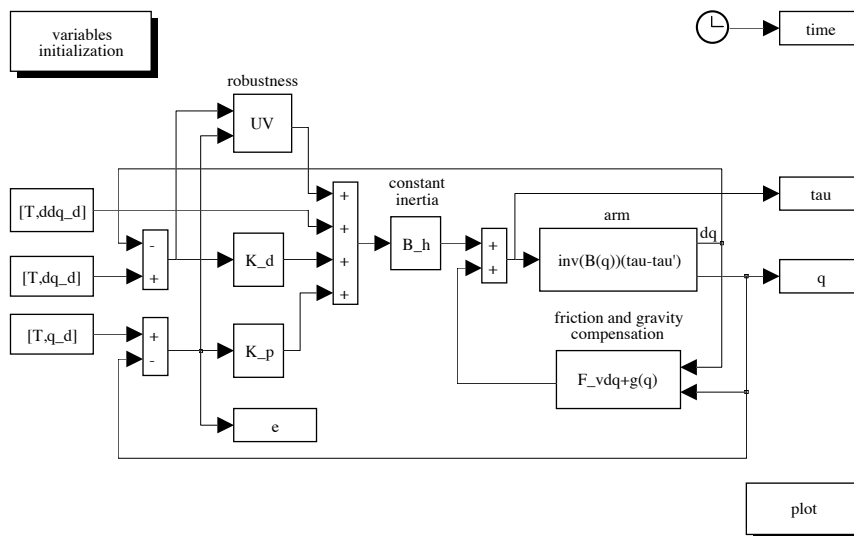 variables
initialization
time
robustness
UV
[T,ddq_d]
constant
inertia
+
+
+
+
B_h
tau
arm
dq
-
+
K_d
+
+
inv(B(q))(tau-tau')
[T,dq_d]
q
[T,q_d]
+
-
K_p
friction and gravity
compensation
F_vdq+g(q)
e
plot